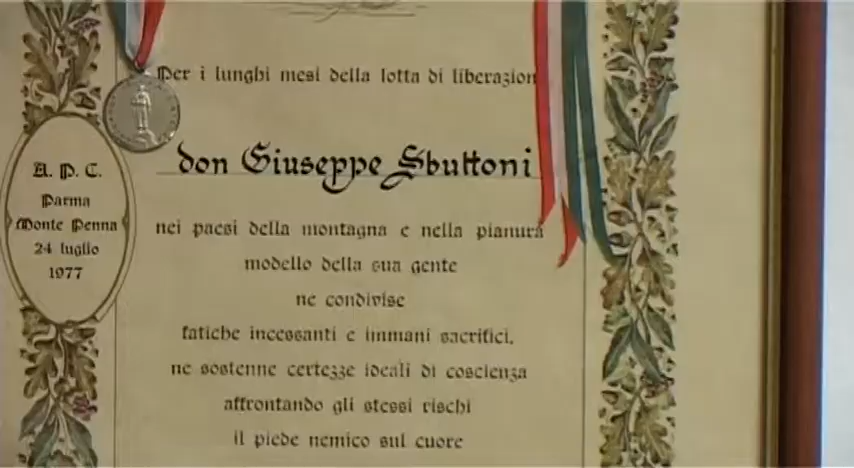 Per i lunghi mesi della lotta di liberazion
don Giuseppe Sbuttoni
A. P. C.
Parma
Monte Penna
24 luglio
1977
nei paesi della montagna e nella pianura
modello della sua gente
ne condivise
fatiche incessanti e immani sacrifici,
ne sostenne certezze ideali di coscienza
affrontando gli stessi rischi
il piede nemico sul cuore